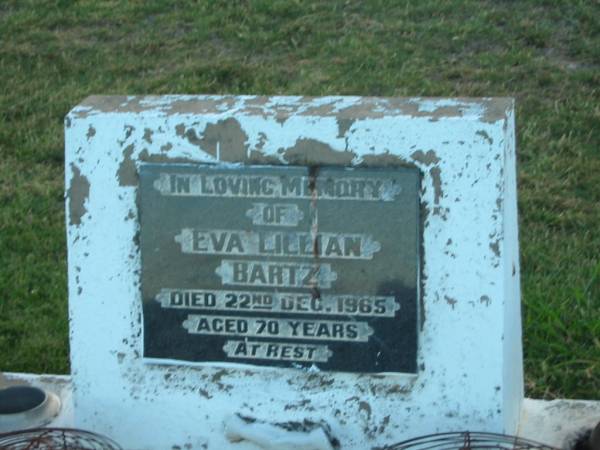 IN LOVING MEMORY
OF
EVA LILLIAN
BARTZ
DIED 22ND DEC. 1965
AGED 70 YEARS
AT REST